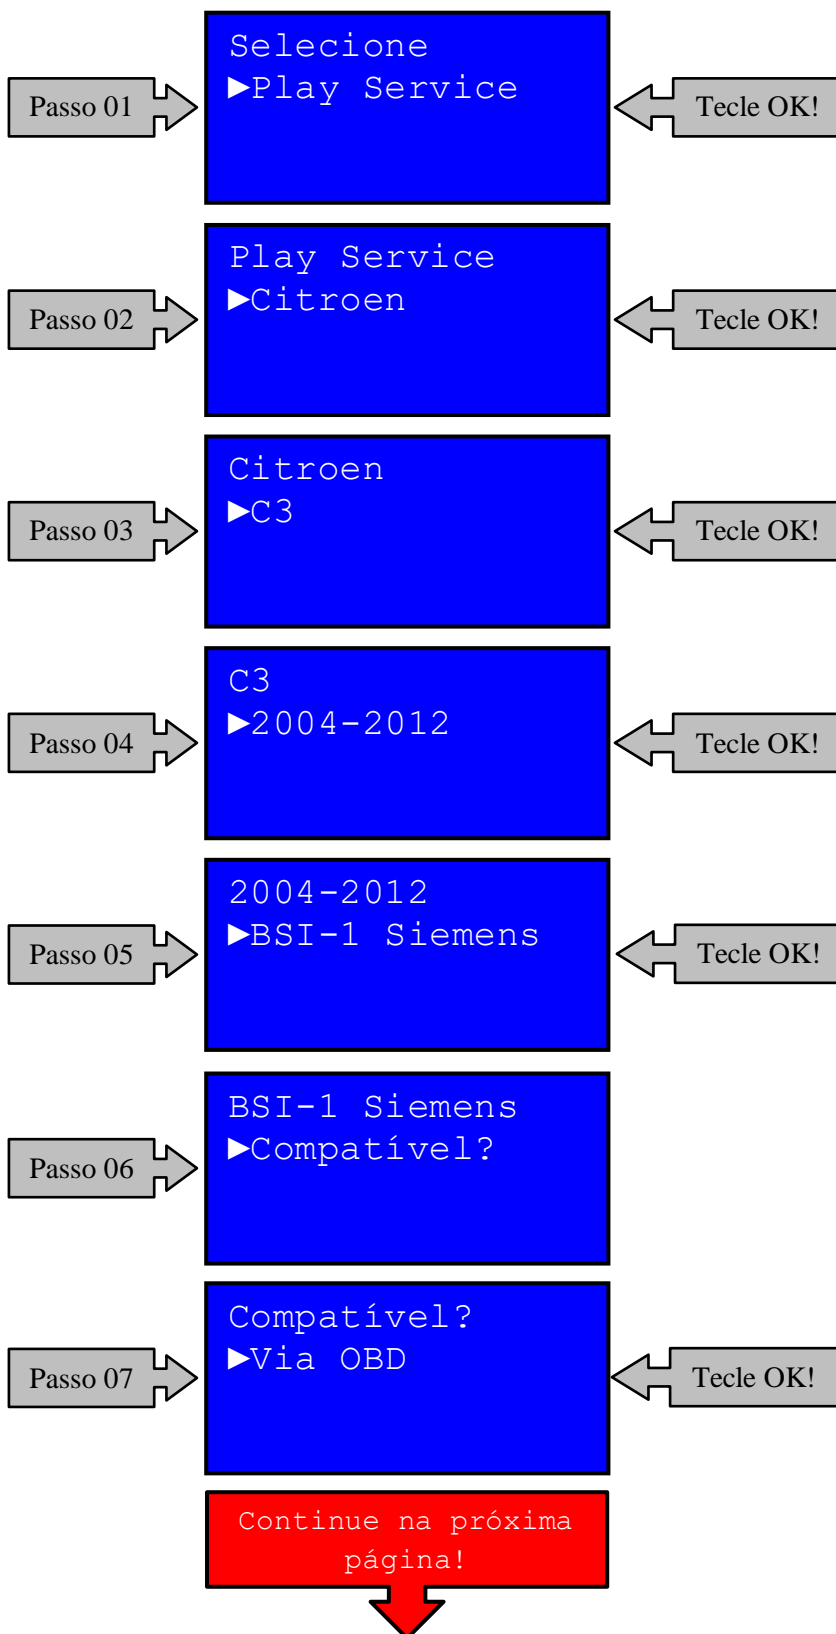 Selecione
►Play Service
Passo 01
Tecle OK!
Play Service
►Citroen
Passo 02
Tecle OK!
Citroen
►C3
Passo 03
Tecle OK!
C3
►2004-2012
Passo 04
Tecle OK!
2004-2012
►BSI-1 Siemens
Passo 05
Tecle OK!
BSI-1 Siemens
►Compatível?
Passo 06
Compatível?
►Via OBD
Passo 07
Tecle OK!
Continue na próxima
página!